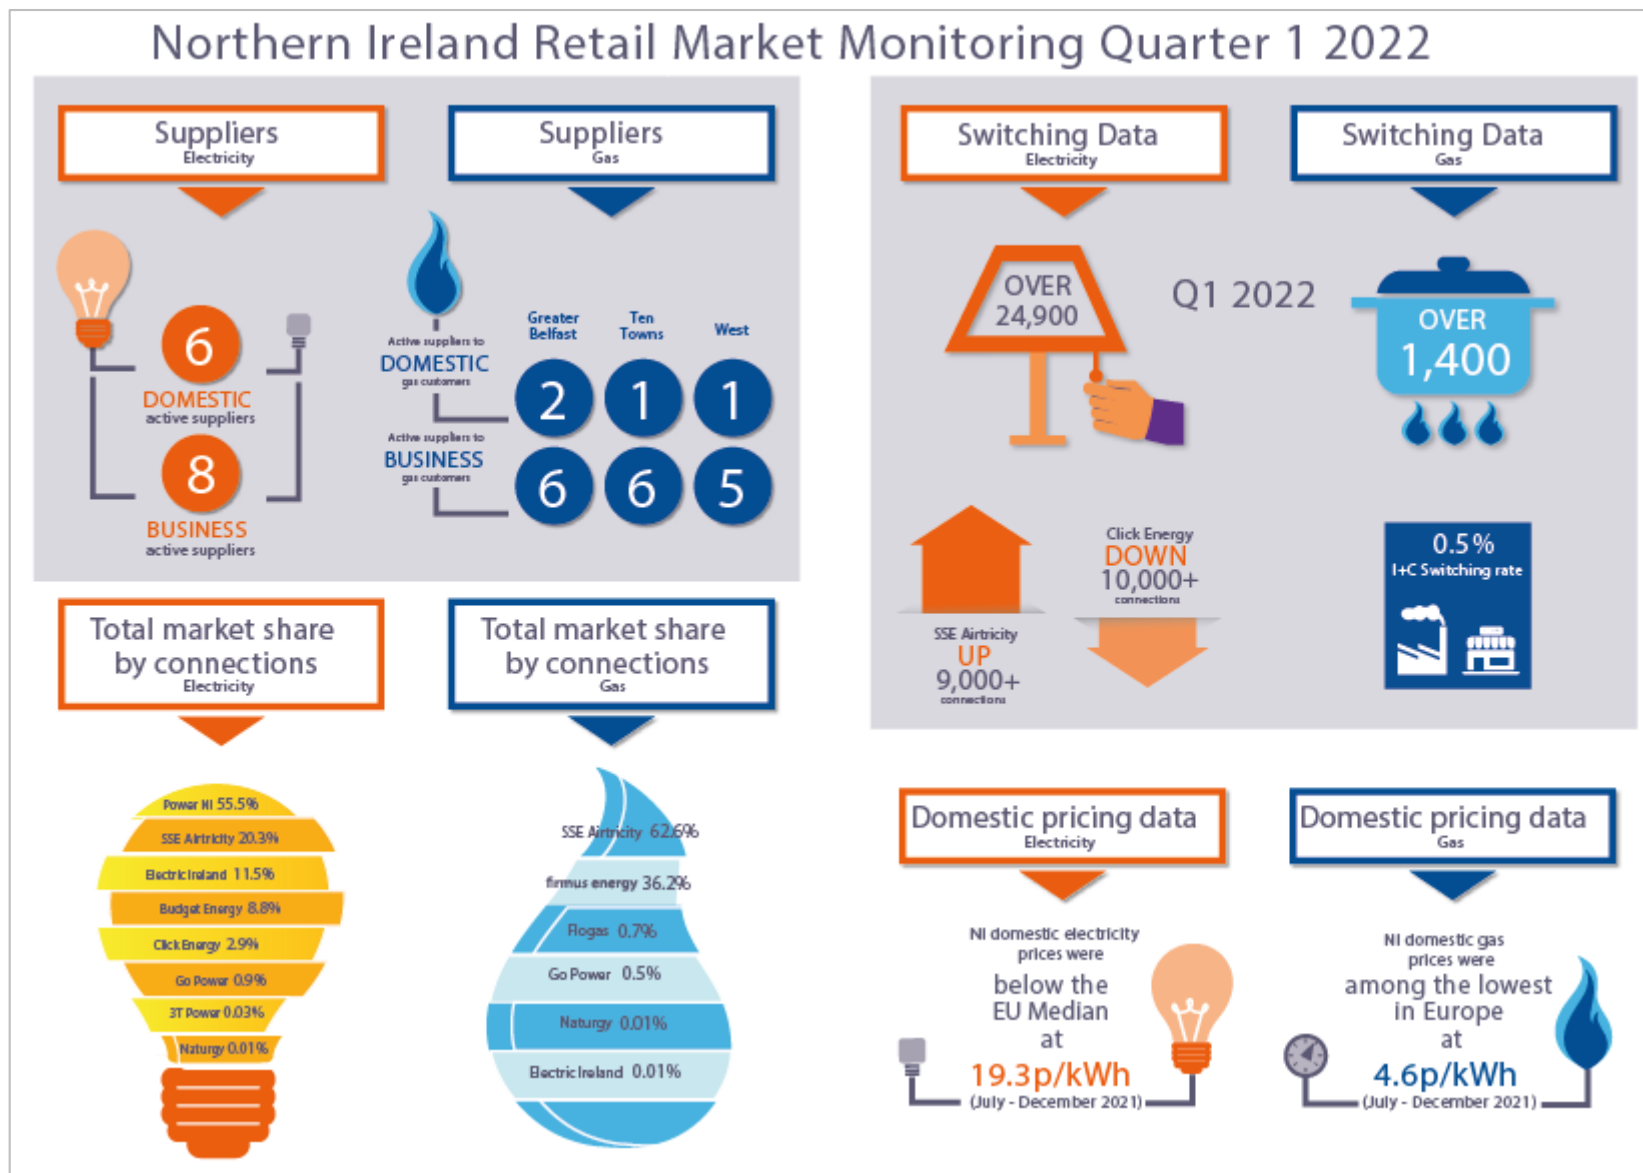 Northern Ireland Retail Market Monitoring Quarter 1 2022
Suppliers
Electricity
Suppliers
Gas
6
DOMESTIC
active suppliers
8
BUSINESS
active suppliers
Greater
Belfast
Ten
Towns
West
Active suppliers to
DOMESTIC
gas customers
2 1 1
Active suppliers to
BUSINESS
gas customers
6 6 5
Switching Data
Electricity
Switching Data
Gas
OVER
24,900
Q1 2022
OVER
1,400
SSE Airtricity
UP
9,000+
connections
Click Energy
DOWN
10,000+
connections
0.5%
I+C Switching rate
Total market share
by connections
Electricity
Power NI 55.5%
SSE Airtricity 20.3%
Electric Ireland 11.5%
Budget Energy 8.8%
Click Energy 2.9%
Go Power 0.9%
3T Power 0.03%
Naturgy 0.01%
Total market share
by connections
Gas
SSE Airtricity 62.6%
firmus energy 36.2%
Flogas 0.7%
Go Power 0.5%
Naturgy 0.01%
Electric Ireland 0.01%
Domestic pricing data
Electricity
NI domestic electricity
prices were
below the
EU Median
at
19.3p/kWh
(July - December 2021)
Domestic pricing data
Gas
NI domestic gas
prices were
among the lowest
in Europe
at
4.6p/kWh
(July - December 2021)